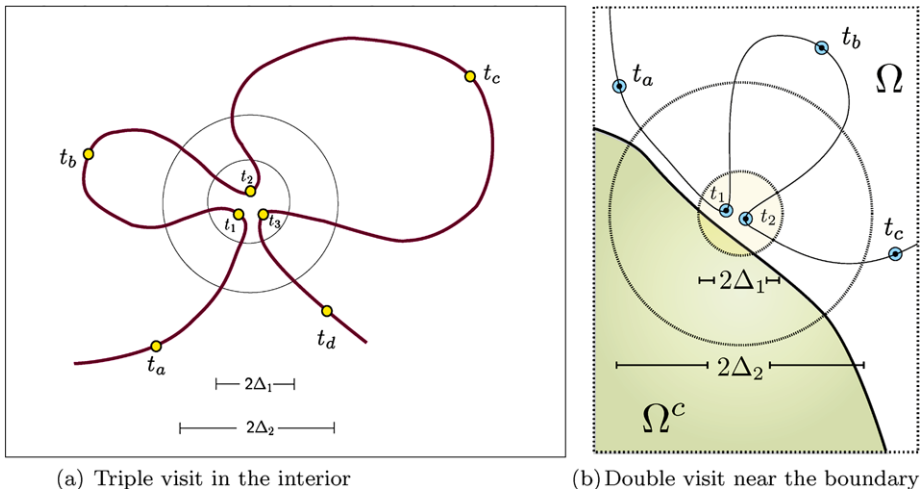 t_c
t_b
t_2
t_1
t_3
t_d
t_a
2Δ_1
2Δ_2
(a) Triple visit in the interior
t_b
Ω
t_a
t_1
t_2
t_c
2Δ_1
2Δ_2
Ω^c
(b) Double visit near the boundary